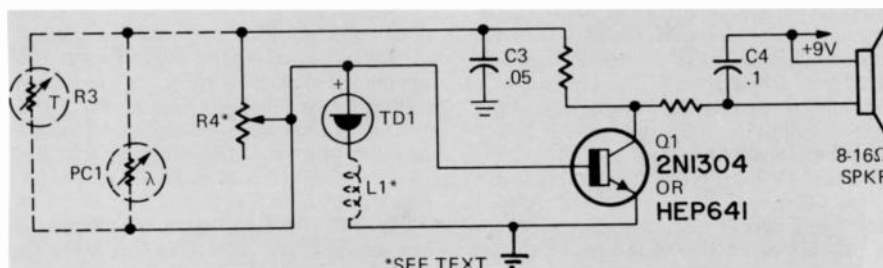 C3
.05
+9V
C4
.1
T
R3
R4*
+
TD1
PC1
λ
L1*
Q1
2N1304
OR
HEP641
8-16Ω
SPKR
*SEE TEXT